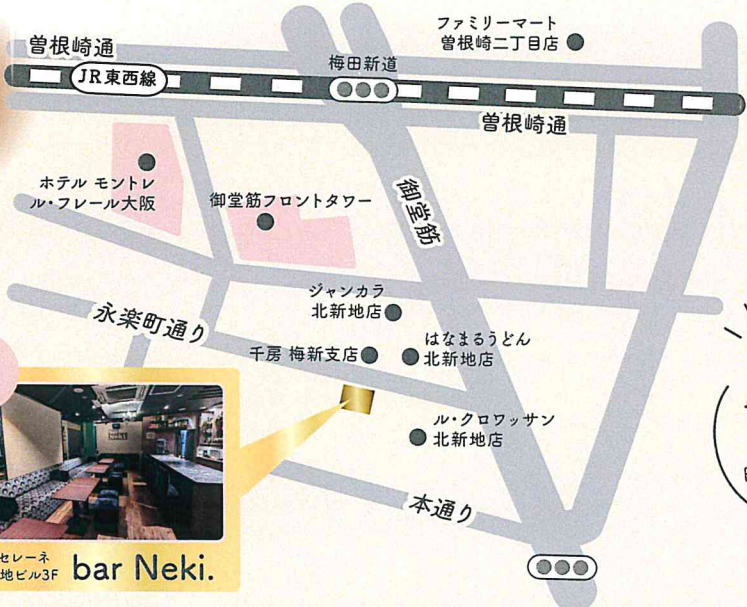 ファミリーマート
曽根崎二丁目店
曽根崎通
梅田新道
JR東西線
曽根崎通
ホテル モントレ
ル・フレール大阪
御堂筋フロントタワー
御堂筋
ジャンカラ
北新地店
永楽町通り
はなまるうどん
北新地店
千房 梅新支店
ル・クロワッサン
北新地店
本通り
セレーネ
地ビル3F
bar Neki.